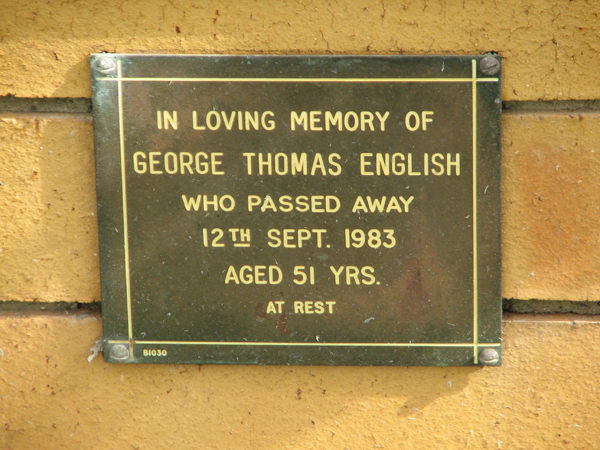 IN LOVING MEMORY OF
GEORGE THOMAS ENGLISH
WHO PASSED AWAY
12TH SEPT. 1983
AGED 51 YRS.
AT REST
B1030